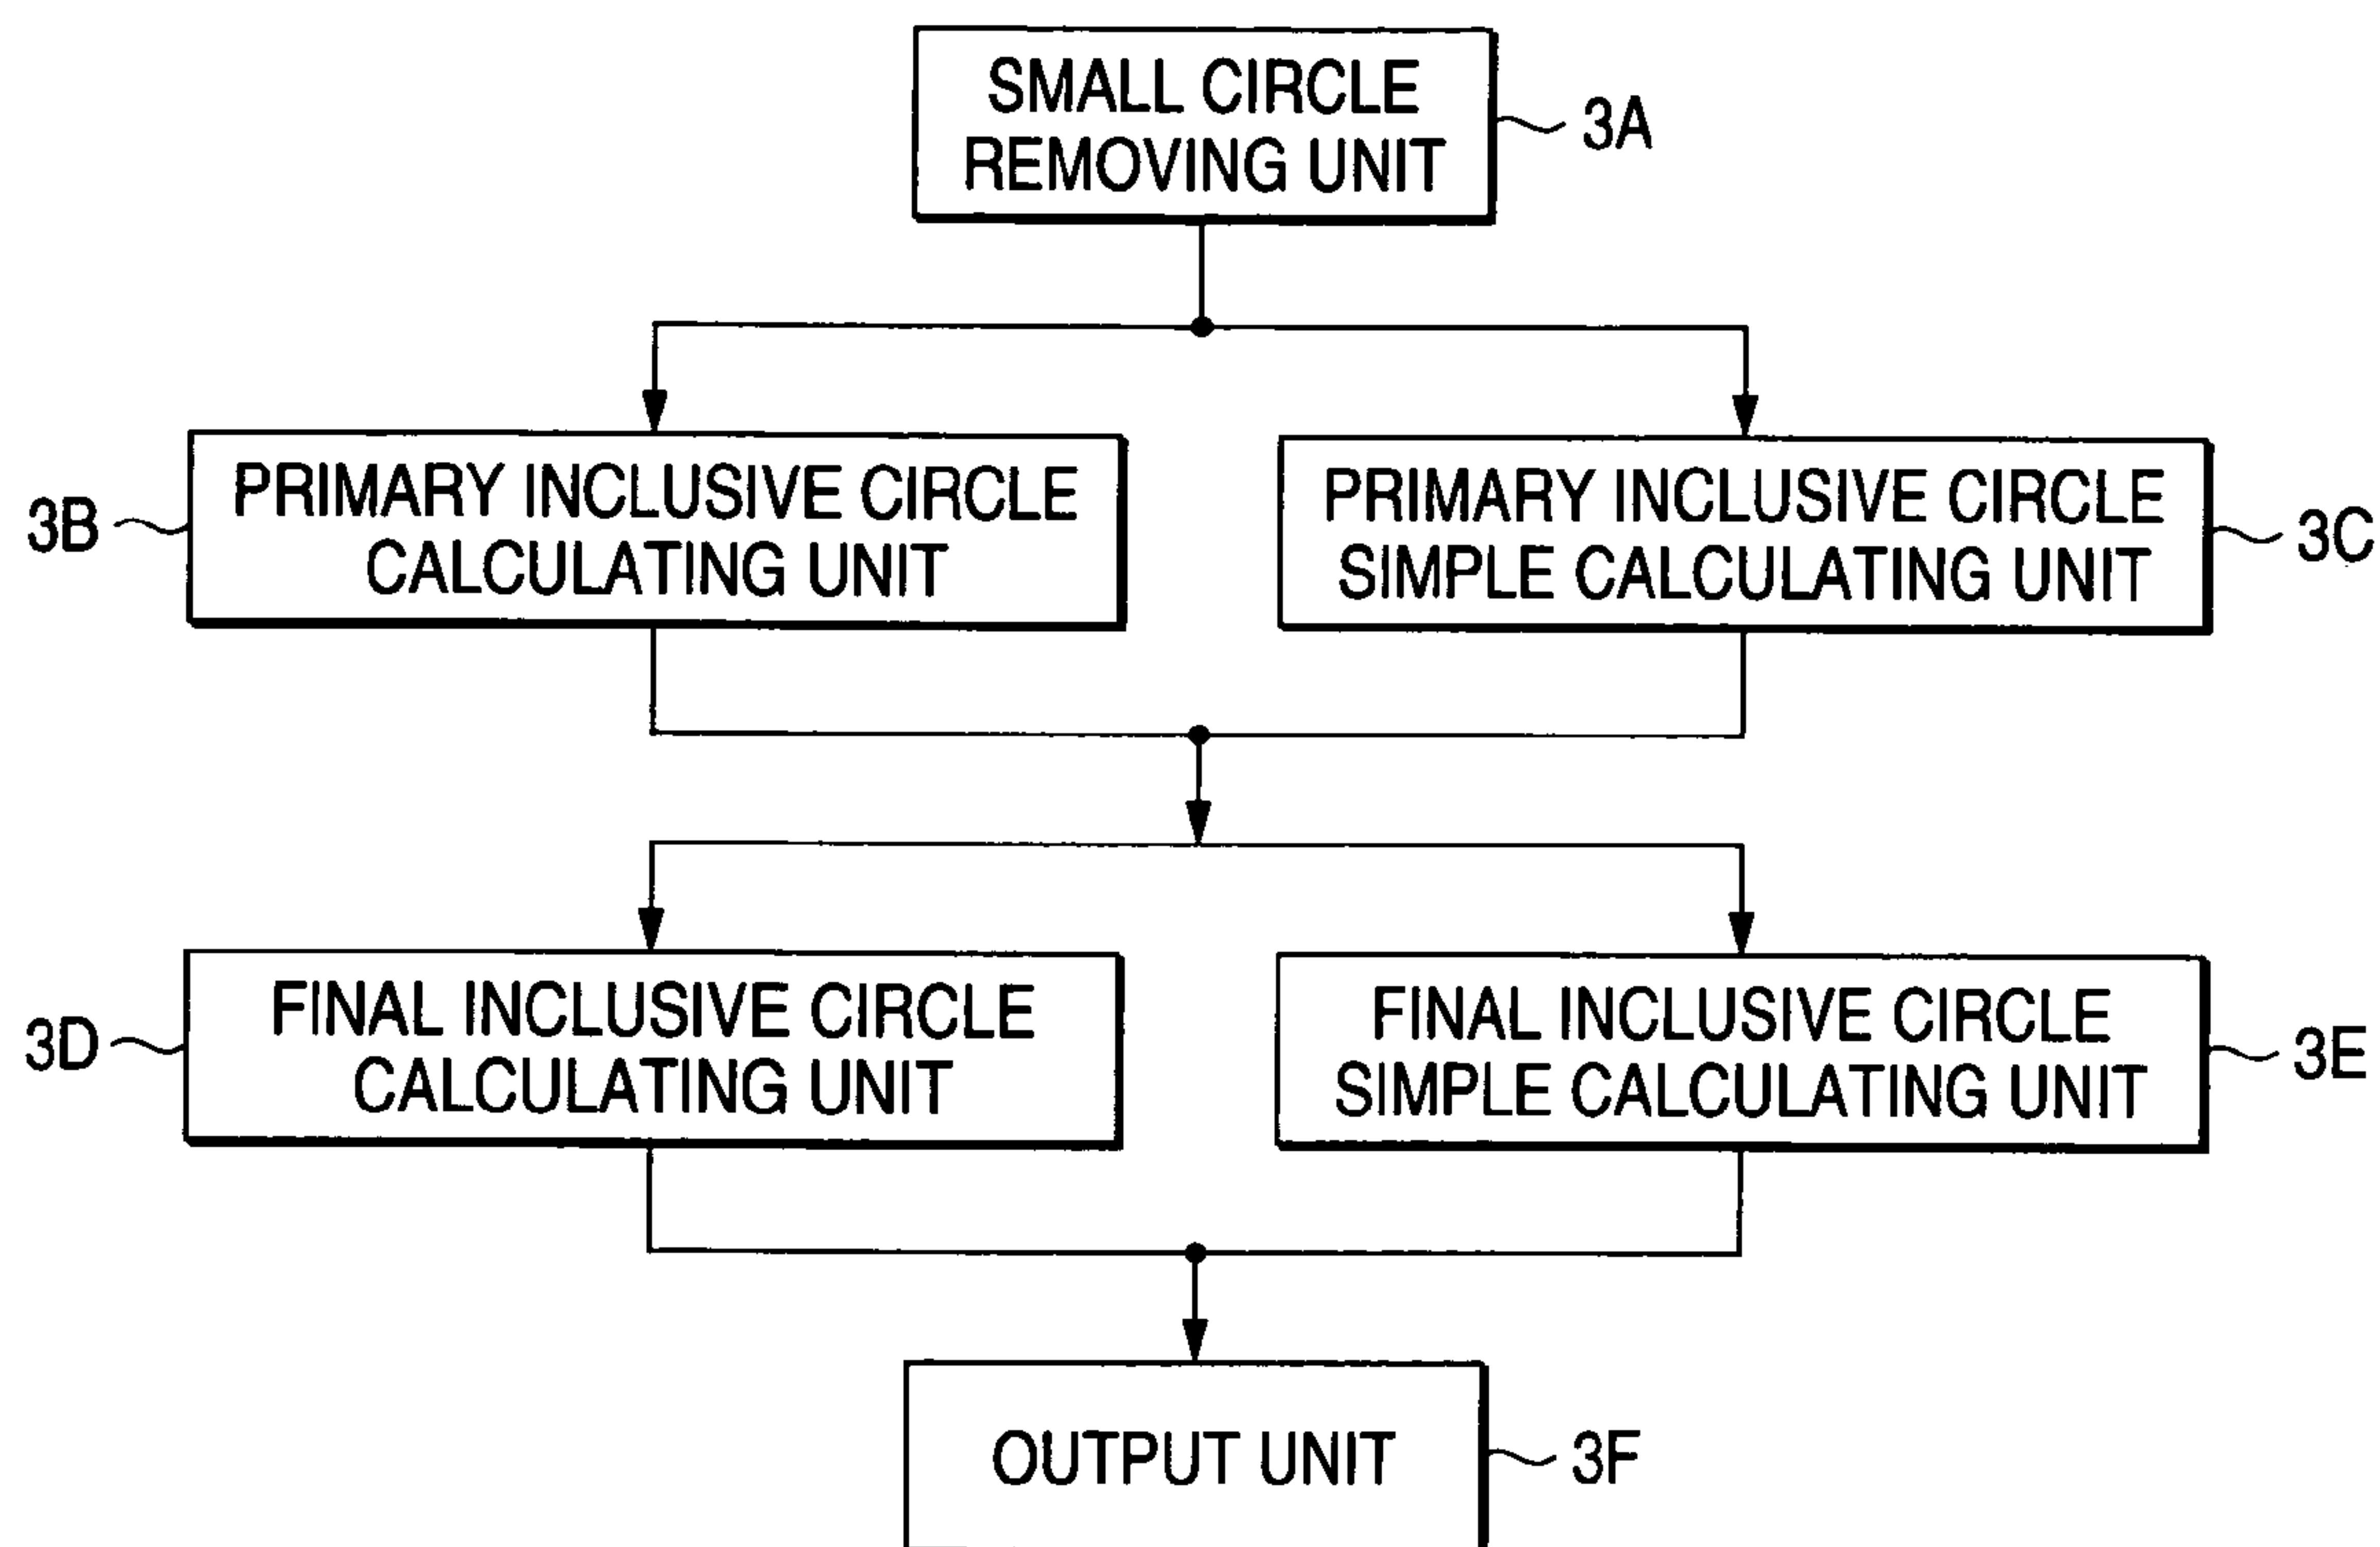 SMALL CIRCLE
REMOVING UNIT
3A
PRIMARY INCLUSIVE CIRCLE
CALCULATING UNIT
3B
PRIMARY INCLUSIVE CIRCLE
SIMPLE CALCULATING UNIT
3C
FINAL INCLUSIVE CIRCLE
CALCULATING UNIT
3D
FINAL INCLUSIVE CIRCLE
SIMPLE CALCULATING UNIT
3E
OUTPUT UNIT
3F